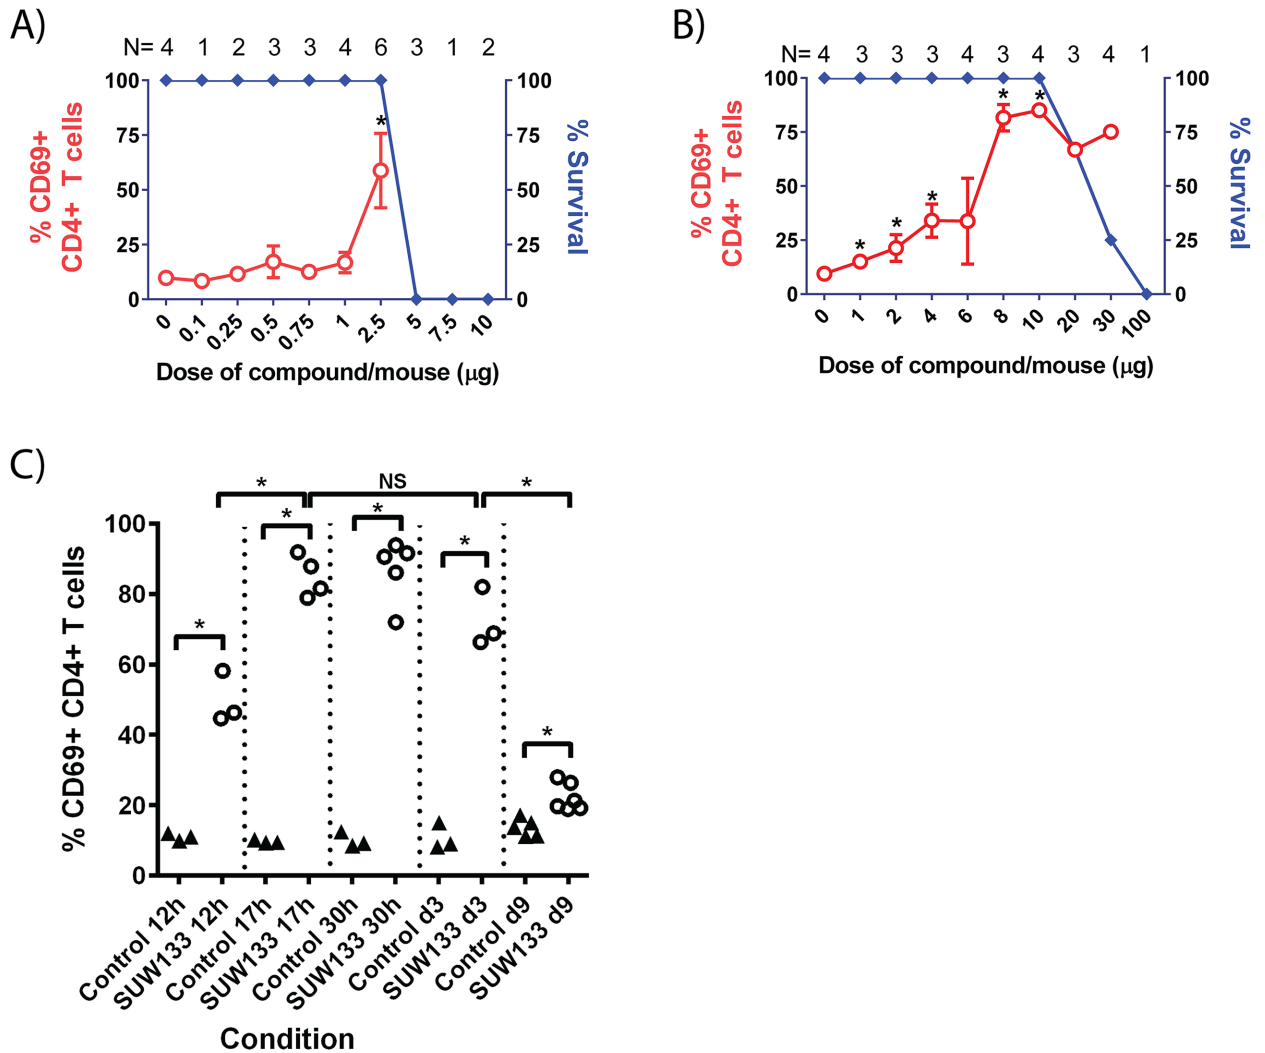 A)
N= 4 1 2 3 3 4 6 3 1 2
% CD69+
CD4+ T cells
100
75
50
25
0
*
100
75
50
25
0
% Survival
0 0.1 0.25 0.5 0.75 1 2.5 5 7.5 10
Dose of compound/mouse (µg)
B)
N= 4 3 3 3 4 3 4 3 4 1
% CD69+
CD4+ T cells
100
75
50
25
0
* * * * *
100
75
50
25
0
% Survival
0 1 2 4 6 8 10 20 30 100
Dose of compound/mouse (µg)
C)
* NS *
* * * * *
% CD69+ CD4+ T cells
100
80
60
40
20
0
Control 12h
SUW133 12h
Control 17h
SUW133 17h
Control 30h
SUW133 30h
Control d3
SUW133 d3
Control d9
SUW133 d9
Condition